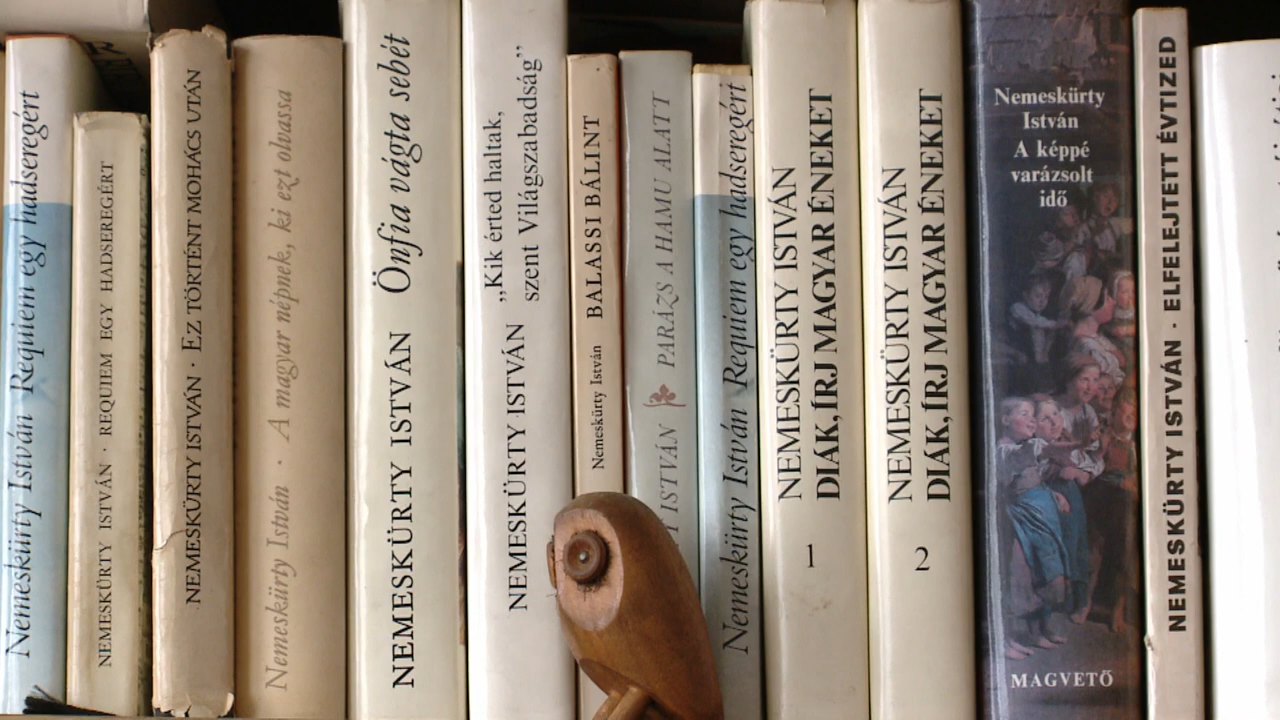 Nemeskürty István Requiem egy hadseregért
NEMESKÜRTY ISTVÁN · REQUIEM EGY HADSEREGÉRT
NEMESKÜRTY ISTVÁN · EZ TÖRTÉNT MOHÁCS UTÁN
Nemeskürty István · A magyar népnek, ki ezt olvassa
NEMESKÜRTY ISTVÁN Önfia vágta sebét
NEMESKÜRTY ISTVÁN „Kik érted haltak,
szent Világszabadság”
Nemeskürty István BALASSI BÁLINT
ISTVÁN PARÁZS A HAMU ALATT
Nemeskürty István Requiem egy hadseregért
NEMESKÜRTY ISTVÁN
DIÁK, ÍRJ MAGYAR ÉNEKET
1
NEMESKÜRTY ISTVÁN
DIÁK, ÍRJ MAGYAR ÉNEKET
2
Nemeskürty
István
A képpé
varázsolt
idő
MAGVETŐ
NEMESKÜRTY ISTVÁN · ELFELEJTETT ÉVTIZED